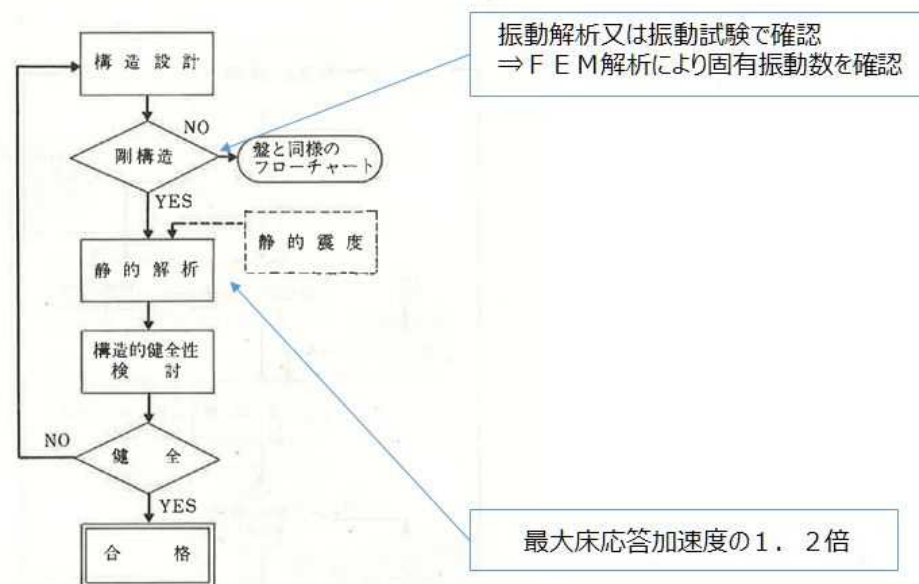 構造設計
振動解析又は振動試験で確認
⇒ＦＥＭ解析により固有振動数を確認
NO
剛構造
盤と同様の
フローチャート
YES
静的震度
静的解析
構造的健全性
検討
NO
健全
YES
最大床応答加速度の１．２倍
合格